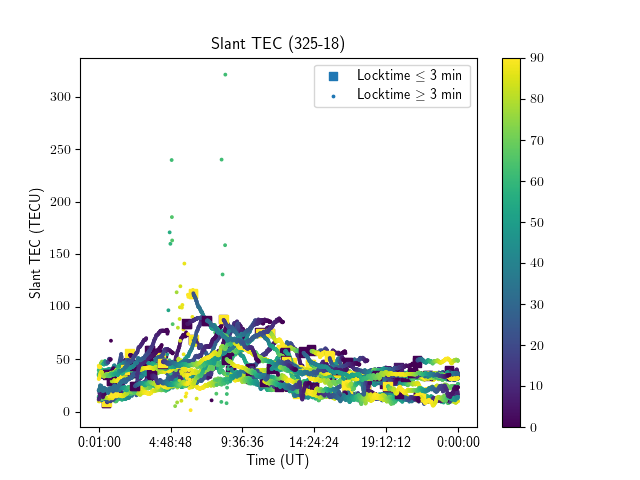 Slant TEC (325-18)
Locktime ≤ 3 min
Locktime ≥ 3 min
Slant TEC (TECU)
300
250
200
150
100
50
0
0:01:00 4:48:48 9:36:36 14:24:24 19:12:12 0:00:00
Time (UT)
90
80
70
60
50
40
30
20
10
0